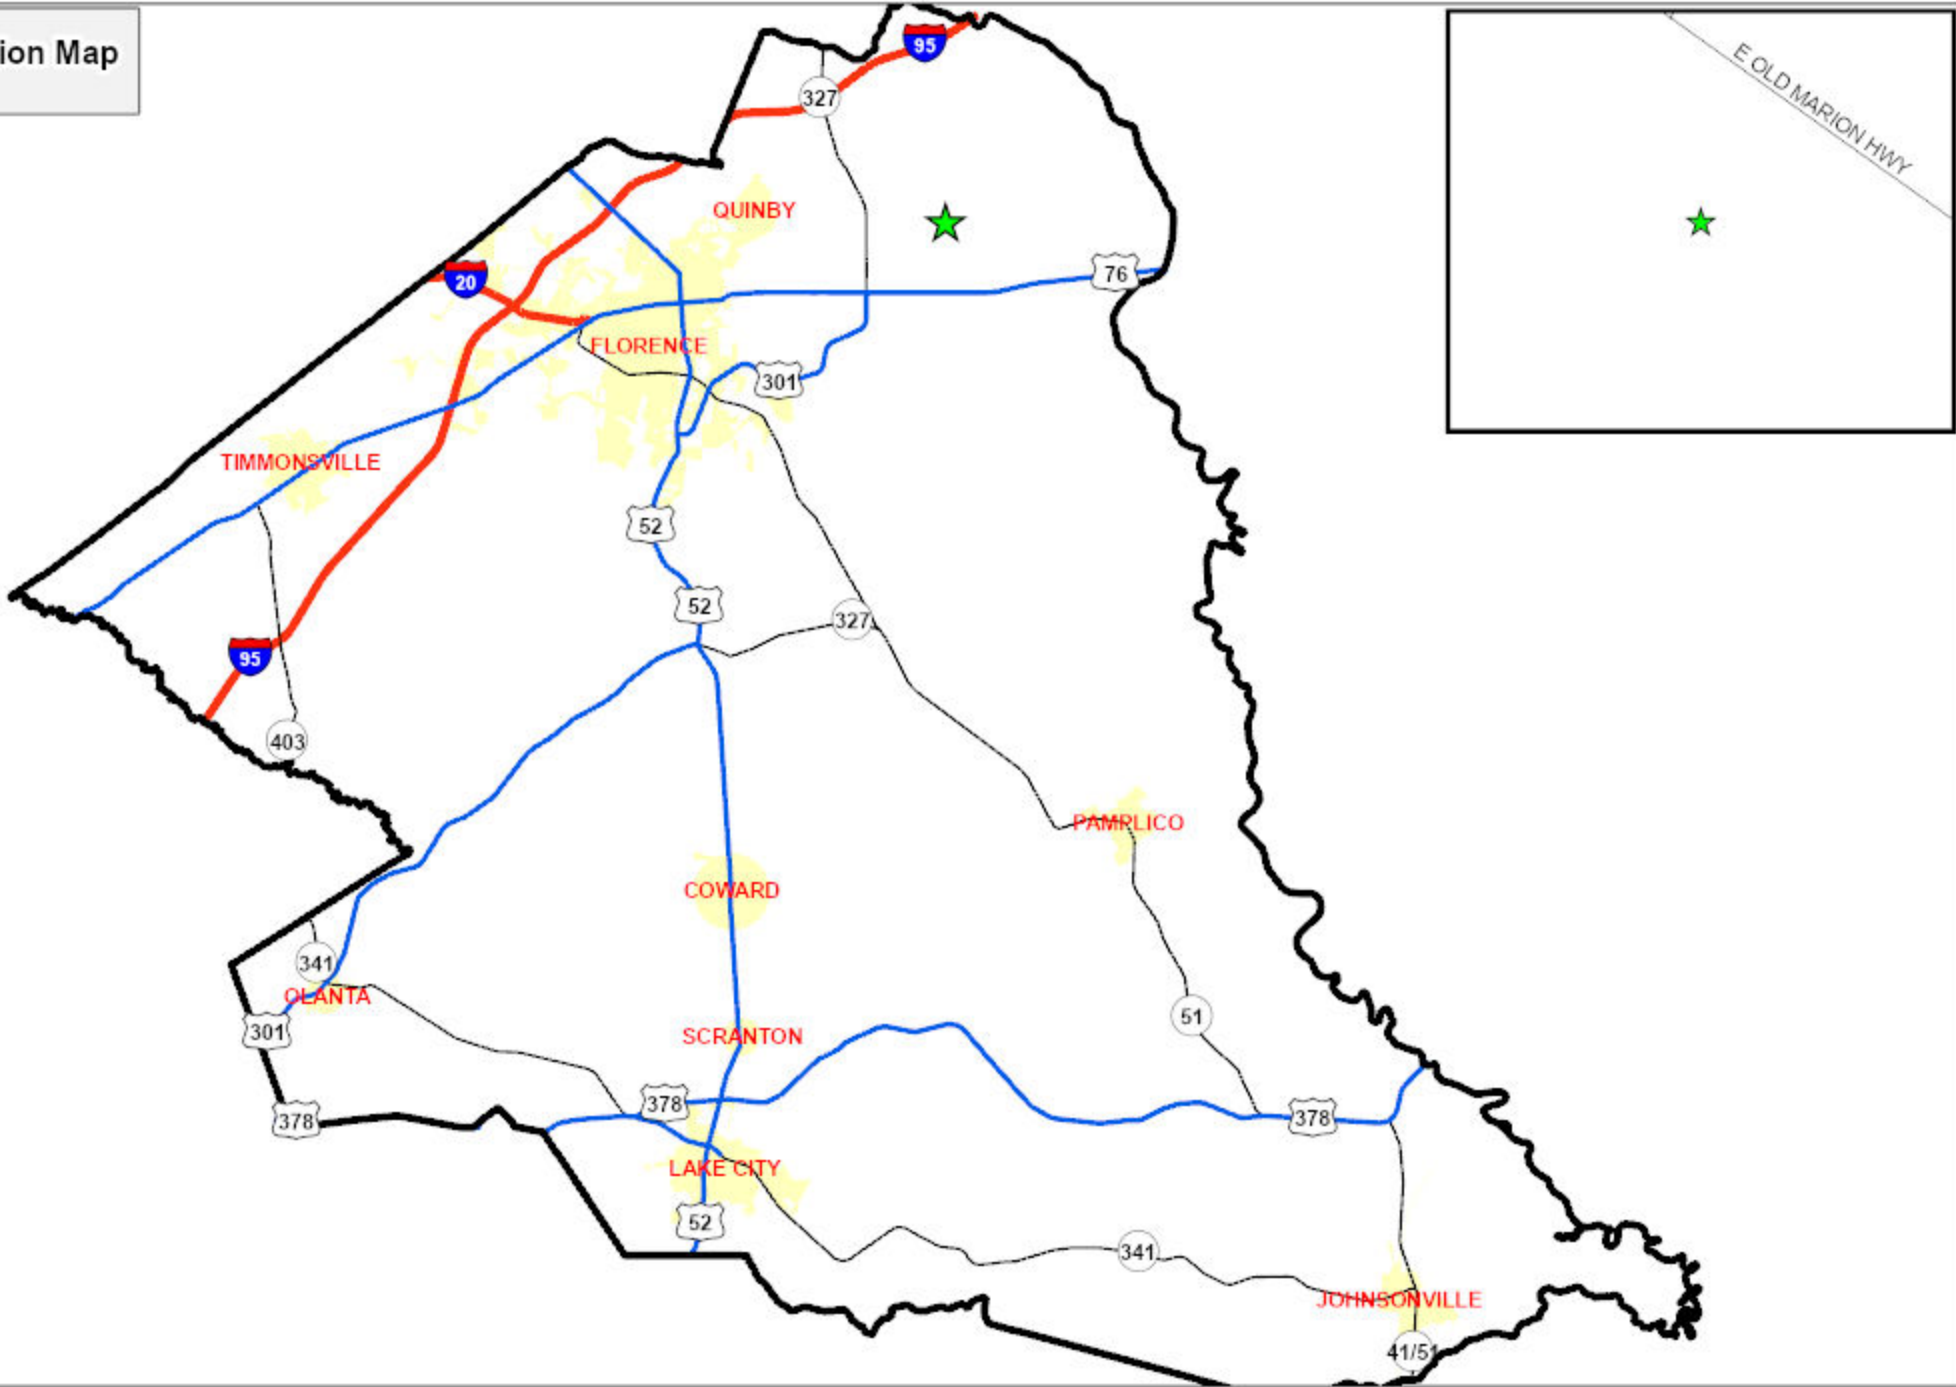 ion Map
95
327
E OLD MARION HWY
QUINBY
20
76
FLORENCE
301
TIMMONSVILLE
52
52
327
95
403
PAMPLICO
COWARD
341
OLANTA
301
51
SCRANTON
378
378
378
LAKE CITY
52
341
JOHNSONVILLE
41/51